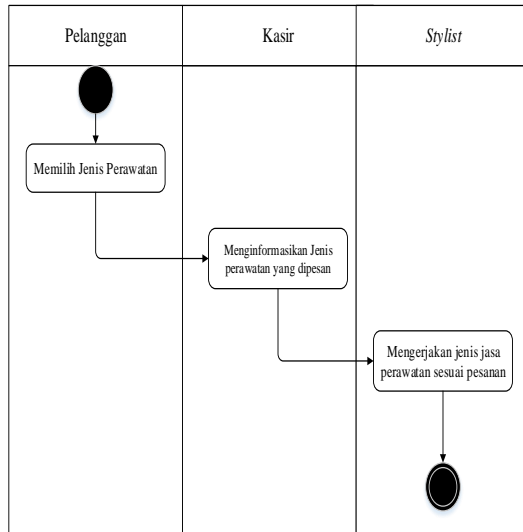 Pelanggan
Kasir
Stylist
Memilih Jenis Perawatan
Menginformasikan Jenis
perawatan yang dipesan
Mengerjakan jenis jasa
perawatan sesuai pesanan